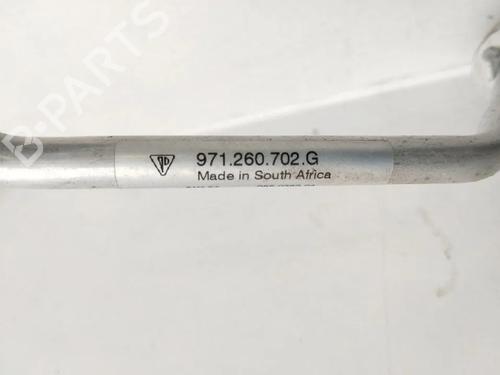 B-PARTS
971.260.702.G
Made in South Africa